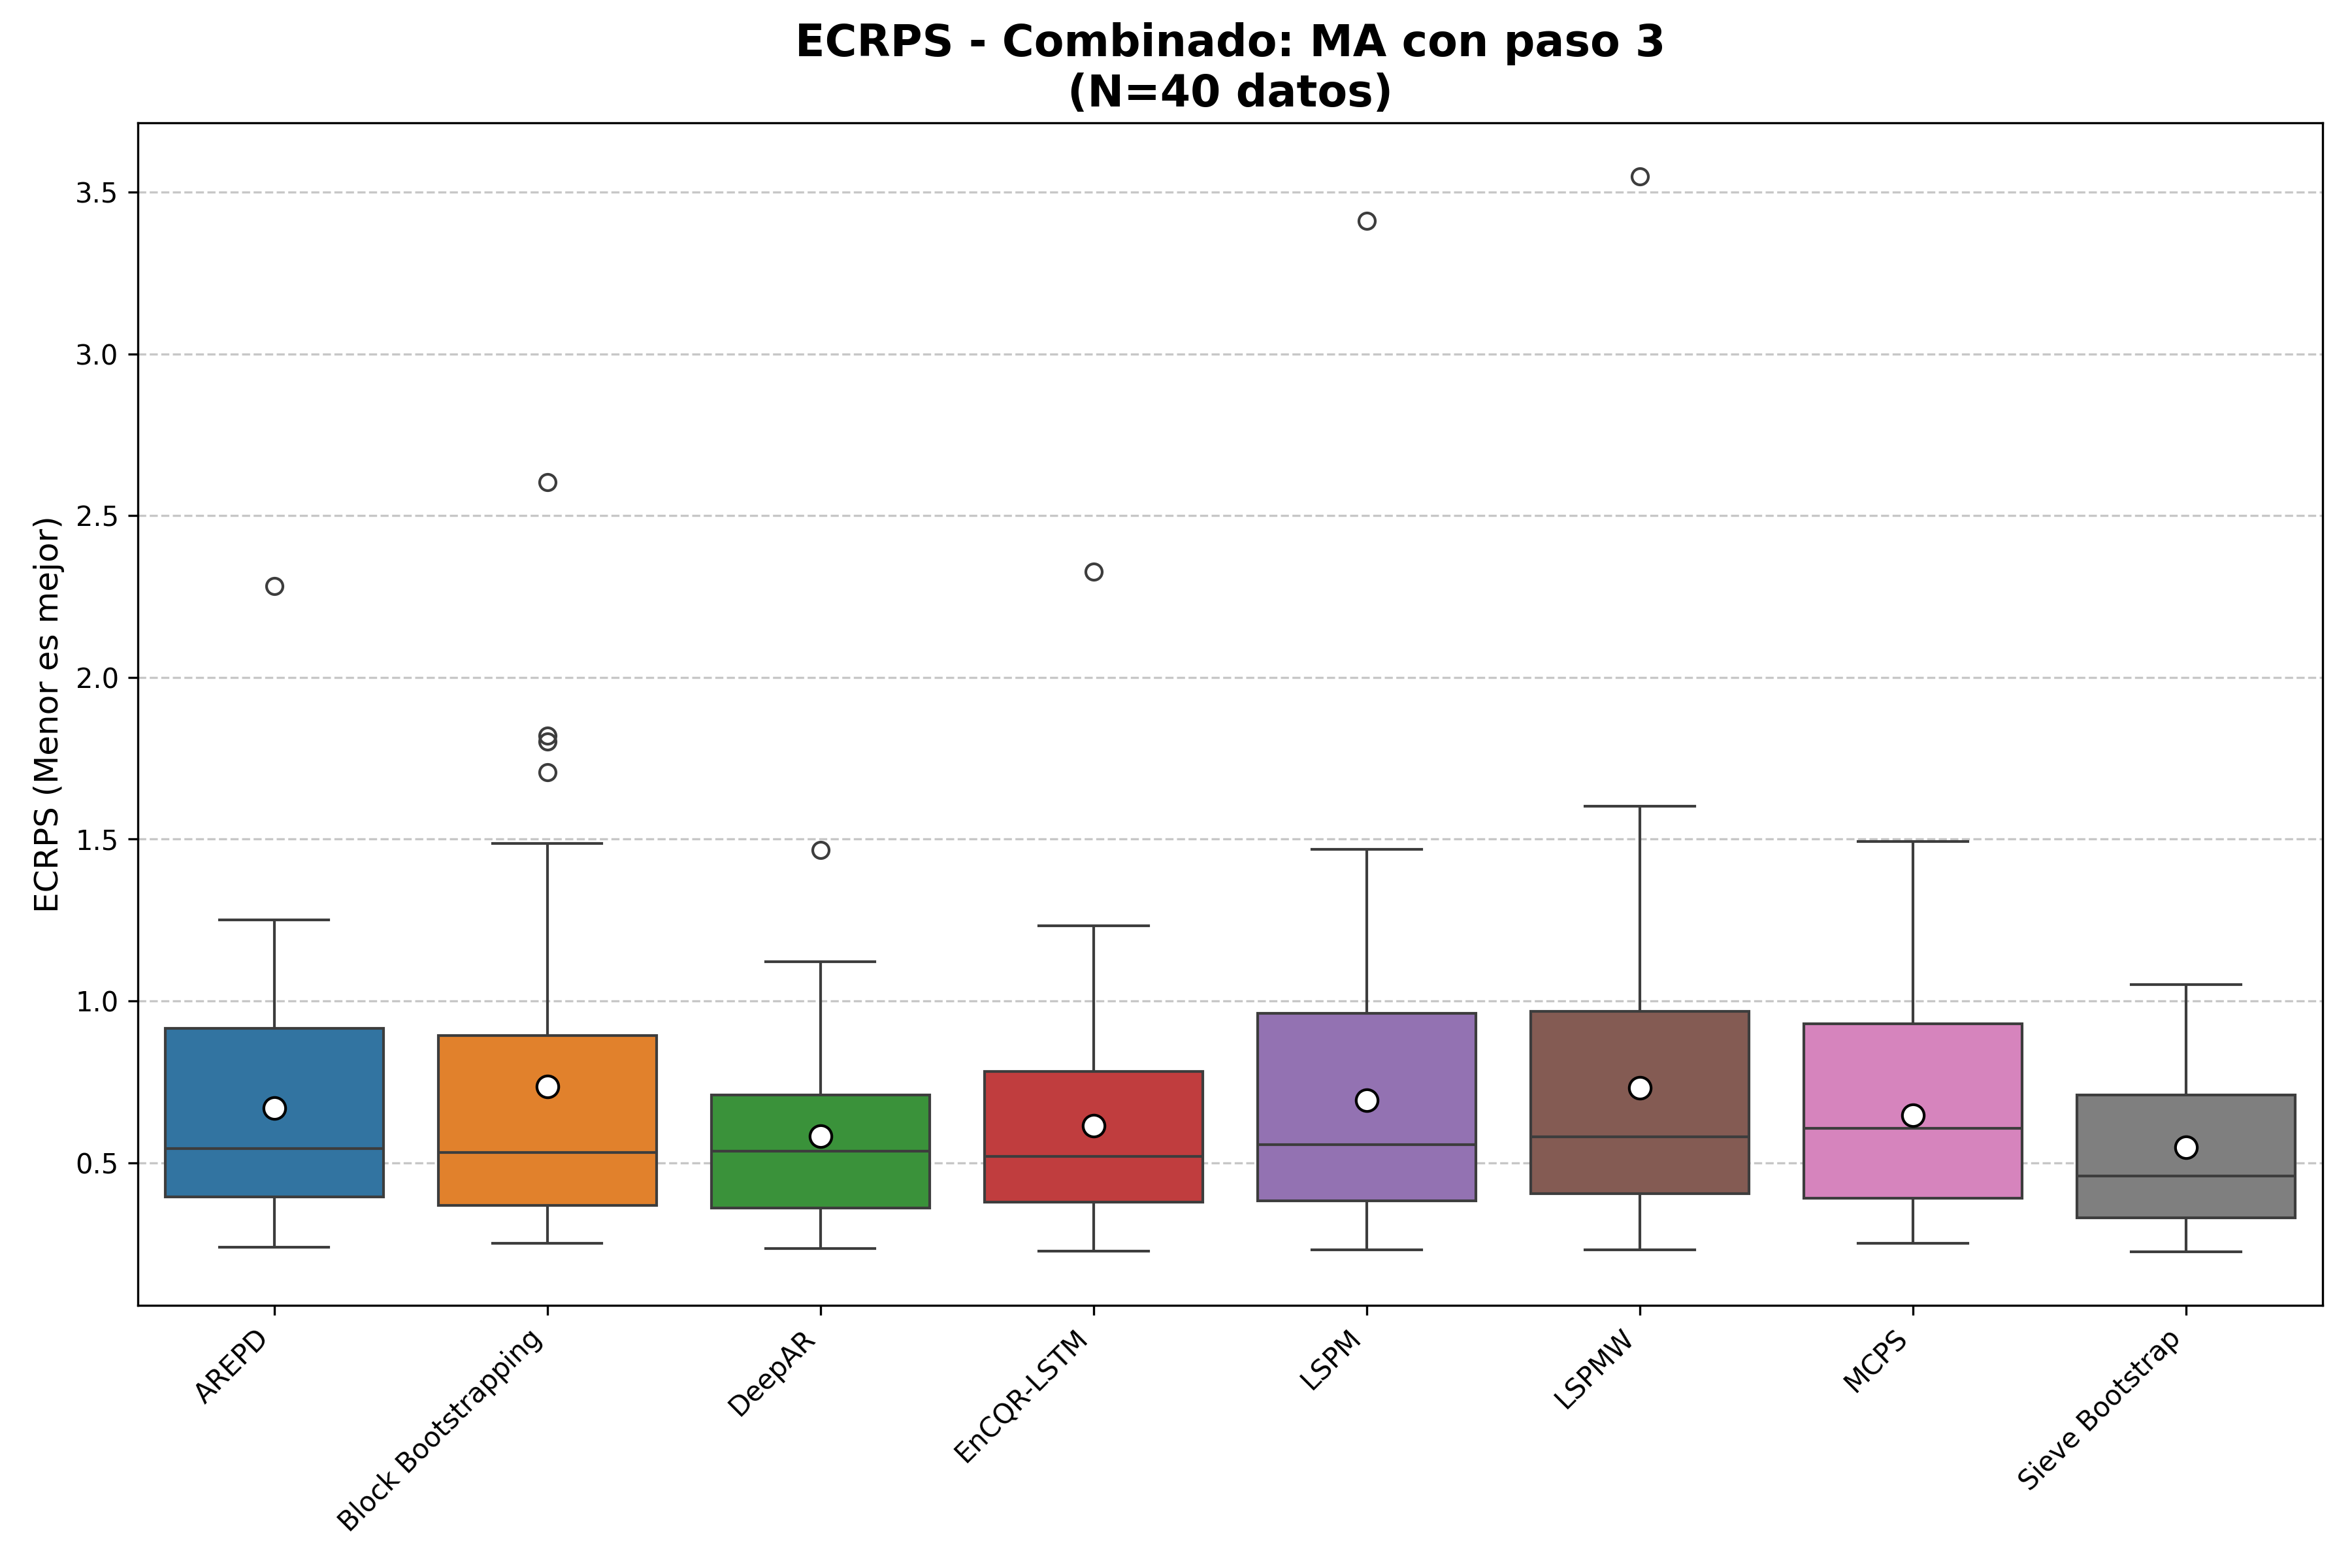 ECRPS - Combinado: MA con paso 3
(N=40 datos)
ECRPS (Menor es mejor)
3.5
3.0
2.5
2.0
1.5
1.0
0.5
AREPD
Block Bootstrapping
DeepAR
EnCQR-LSTM
LSPM
LSPMW
MCPS
Sieve Bootstrap